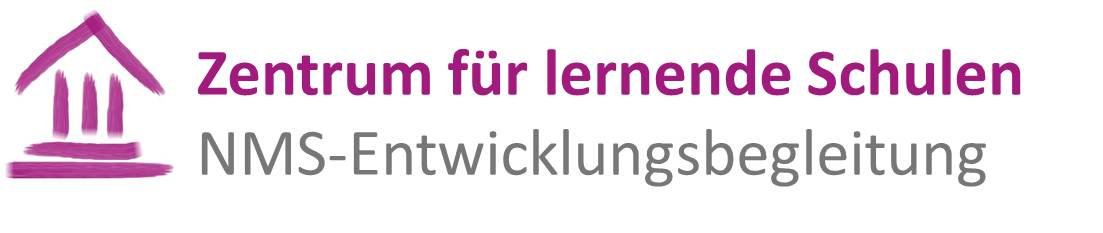 Zentrum für lernende Schulen
NMS-Entwicklungsbegleitung